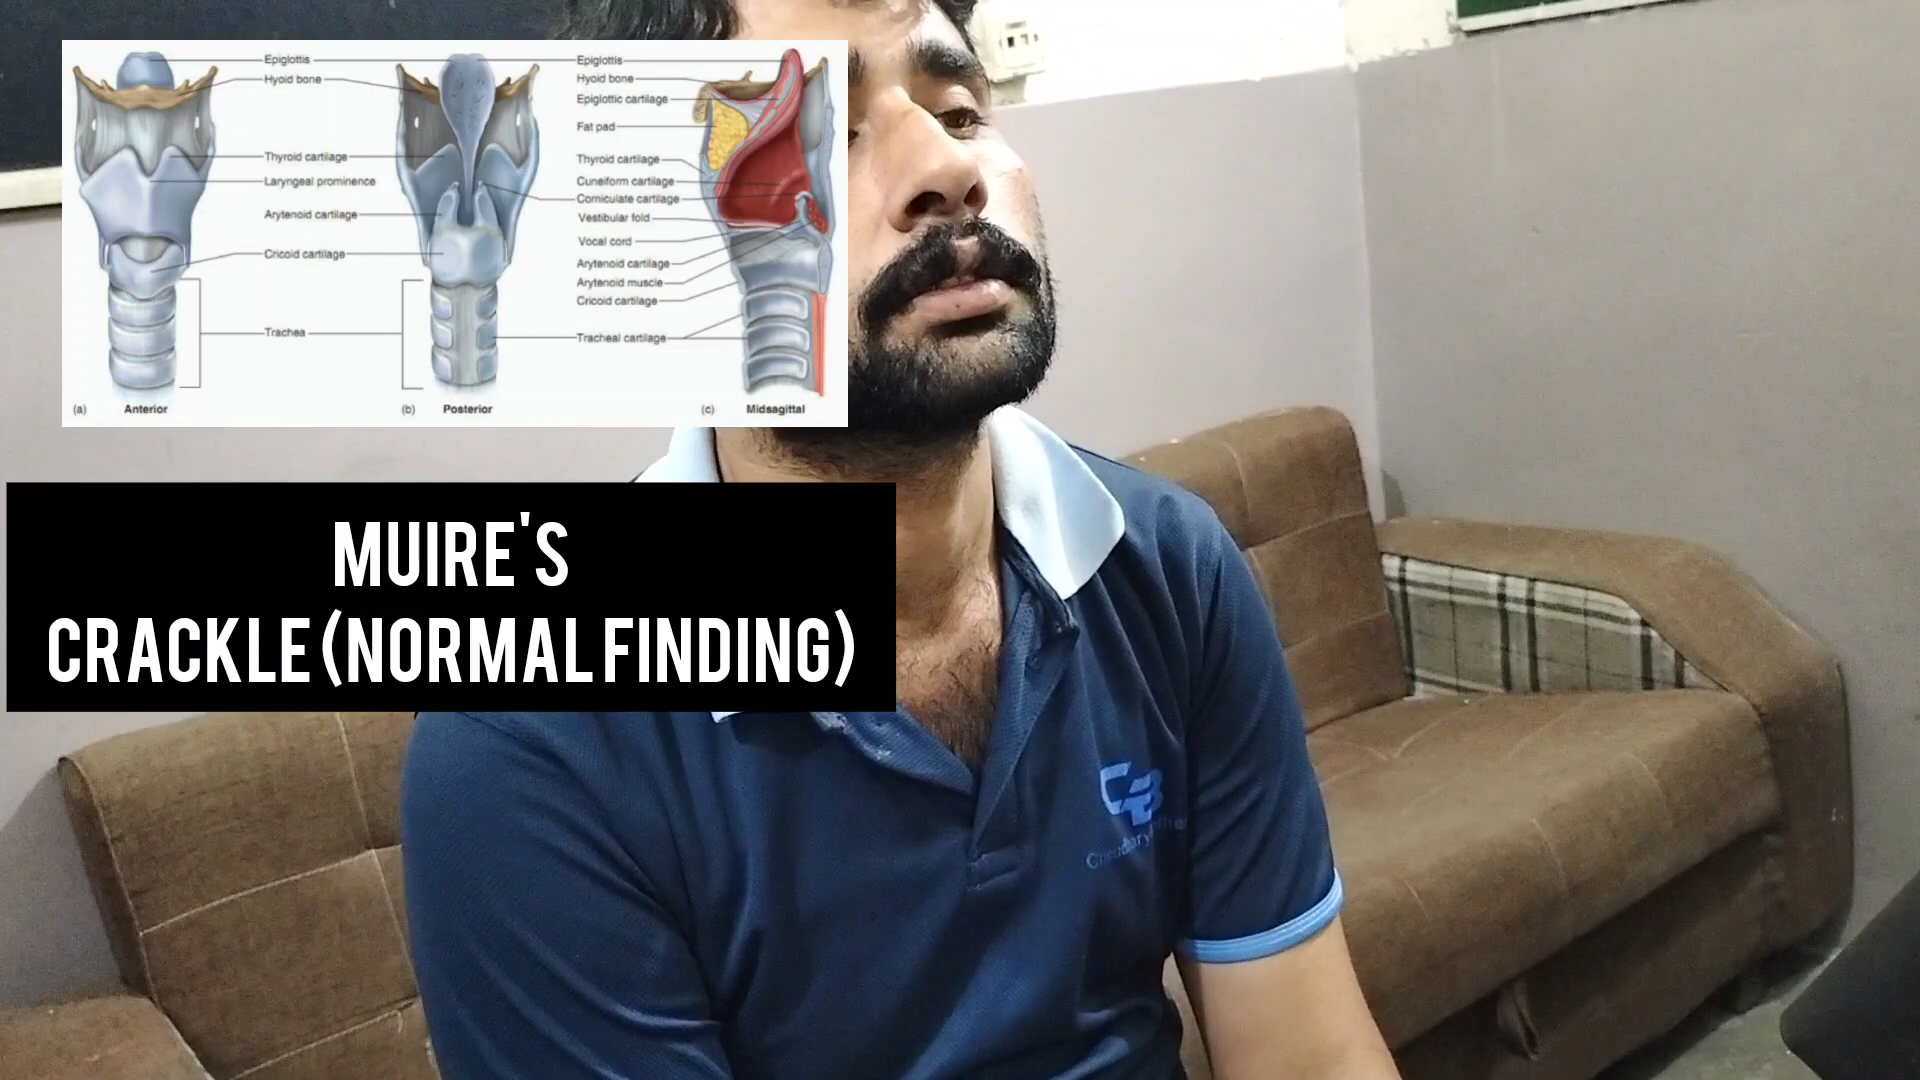 Epiglottis
Hyoid bone
Thyroid cartilage
Laryngeal prominence
Arytenoid cartilage
Cricoid cartilage
Trachea
Epiglottis
Hyoid bone
Epiglottic cartilage
Fat pad
Thyroid cartilage
Cuneiform cartilage
Corniculate cartilage
Vestibular fold
Vocal cord
Arytenoid cartilage
Arytenoid muscle
Cricoid cartilage
Tracheal cartilage
(a) Anterior
(b) Posterior
(c) Midsagittal
MUIRE'S
CRACKLE (NORMAL FINDING)